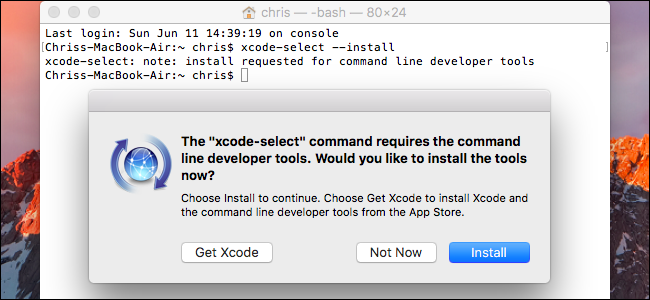 chris — -bash — 80×24
Last login: Sun Jun 11 14:39:19 on console
[Chriss-MacBook-Air:~ chris$ xcode-select --install ]
xcode-select: note: install requested for command line developer tools
Chriss-MacBook-Air:~ chris$
The "xcode-select" command requires the command
line developer tools. Would you like to install the tools
now?
Choose Install to continue. Choose Get Xcode to install Xcode and
the command line developer tools from the App Store.
Get Xcode
Not Now
Install